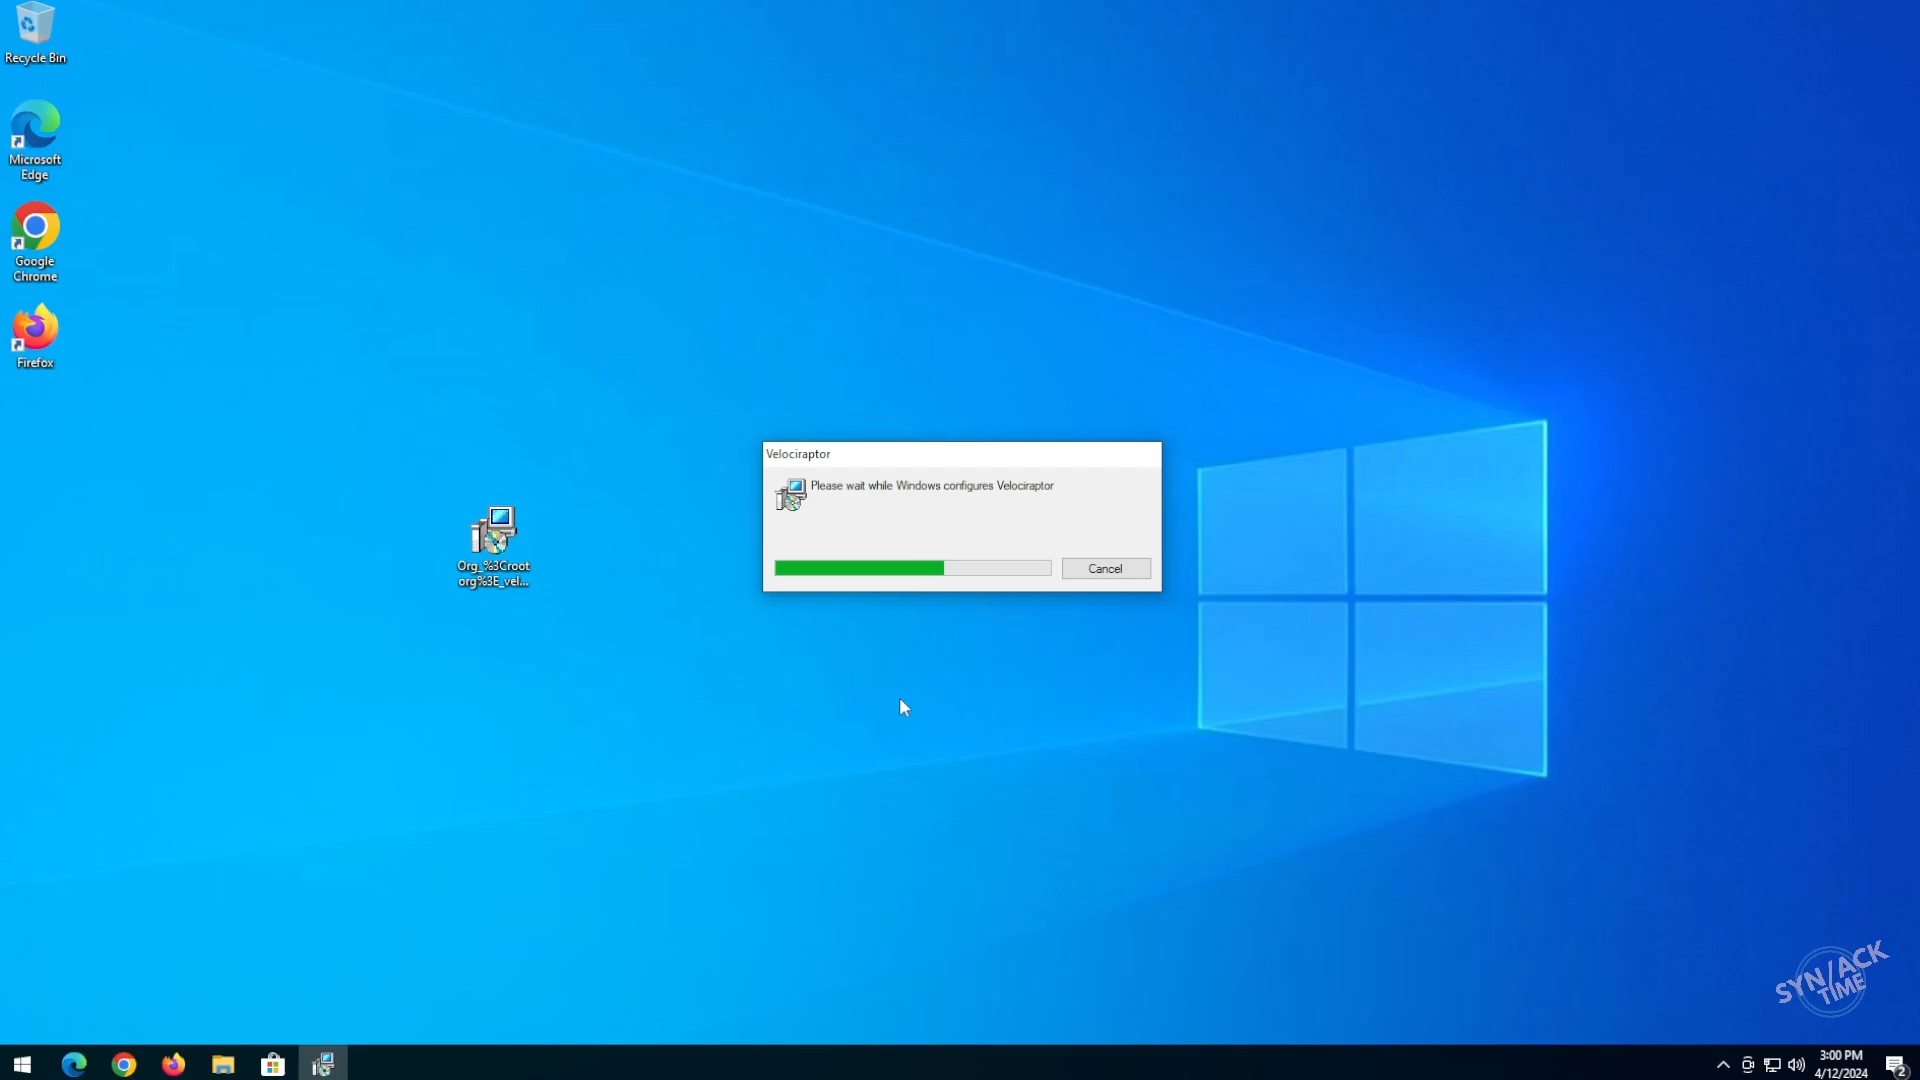 Recycle Bin
Microsoft
Edge
Google
Chrome
Firefox
Org_%3Croot
org%3E_vel...
Velociraptor
Please wait while Windows configures Velociraptor
Cancel
SYN/ACK
TIME
3:00 PM
4/12/2024
2